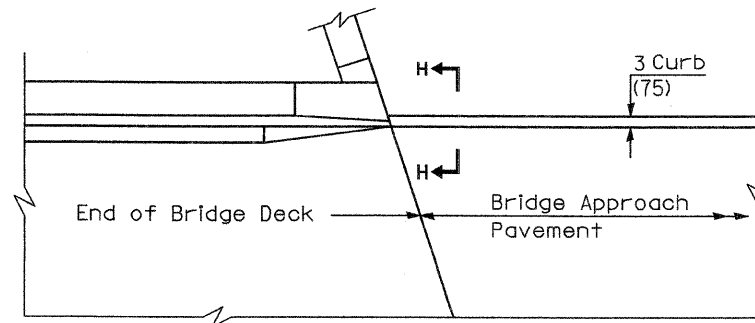 H
3 Curb
(75)
H
End of Bridge Deck
Bridge Approach
Pavement